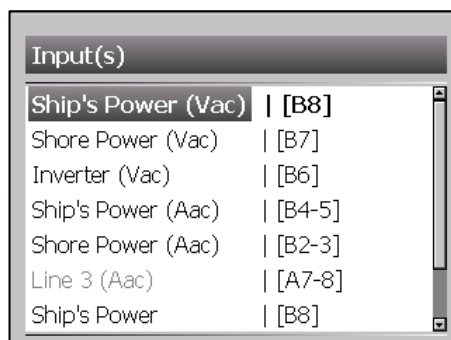 Input(s)
Ship's Power (Vac) | [B8]
Shore Power (Vac) | [B7]
Inverter (Vac) | [B6]
Ship's Power (Aac) | [B4-5]
Shore Power (Aac) | [B2-3]
Line 3 (Aac) | [A7-8]
Ship's Power | [B8]